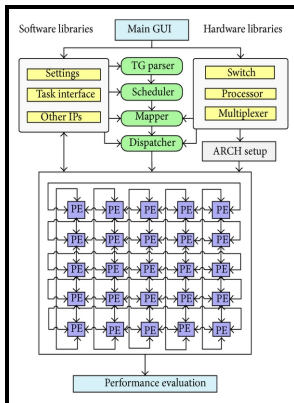 Software libraries
Main GUI
Hardware libraries
Settings
Task interface
Other IPs
TG parser
Scheduler
Mapper
Dispatcher
Switch
Processor
Multiplexer
ARCH setup
PE PE PE PE PE
PE PE PE PE PE
PE PE PE PE PE
PE PE PE PE PE
PE PE PE PE PE
Performance evaluation